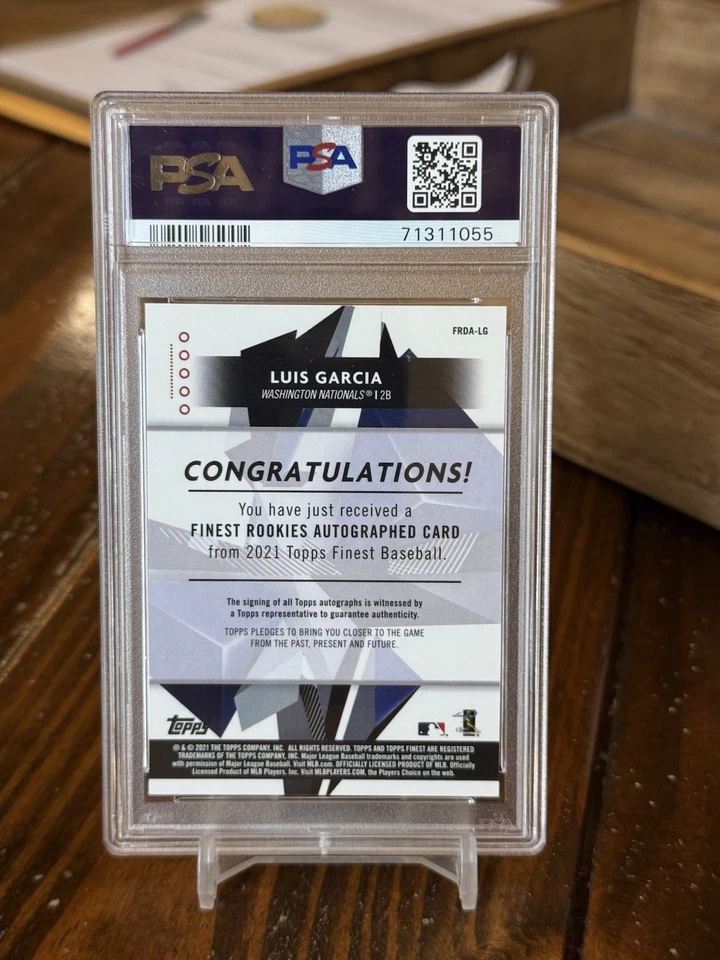 PSA
PSA
71311055
FRDA-LG
LUIS GARCIA
WASHINGTON NATIONALS® | 2B
CONGRATULATIONS!
You have just received a
FINEST ROOKIES AUTOGRAPHED CARD
from 2021 Topps Finest Baseball.
The signing of all Topps autographs is witnessed by
a Topps representative to guarantee authenticity.
TOPPS PLEDGES TO BRING YOU CLOSER TO THE GAME
FROM THE PAST, PRESENT AND FUTURE.
topps
® & © 2021 THE TOPPS COMPANY, INC. ALL RIGHTS RESERVED. TOPPS AND TOPPS FINEST ARE REGISTERED
TRADEMARKS OF THE TOPPS COMPANY, INC. Major League Baseball trademarks and copyrights are used
with permission of Major League Baseball. Visit MLB.com. OFFICIALLY LICENSED PRODUCT OF MLB. Officially
Licensed Product of MLB Players, Inc. Visit MLBPLAYERS.COM, the Players Choice on the web.
PSA